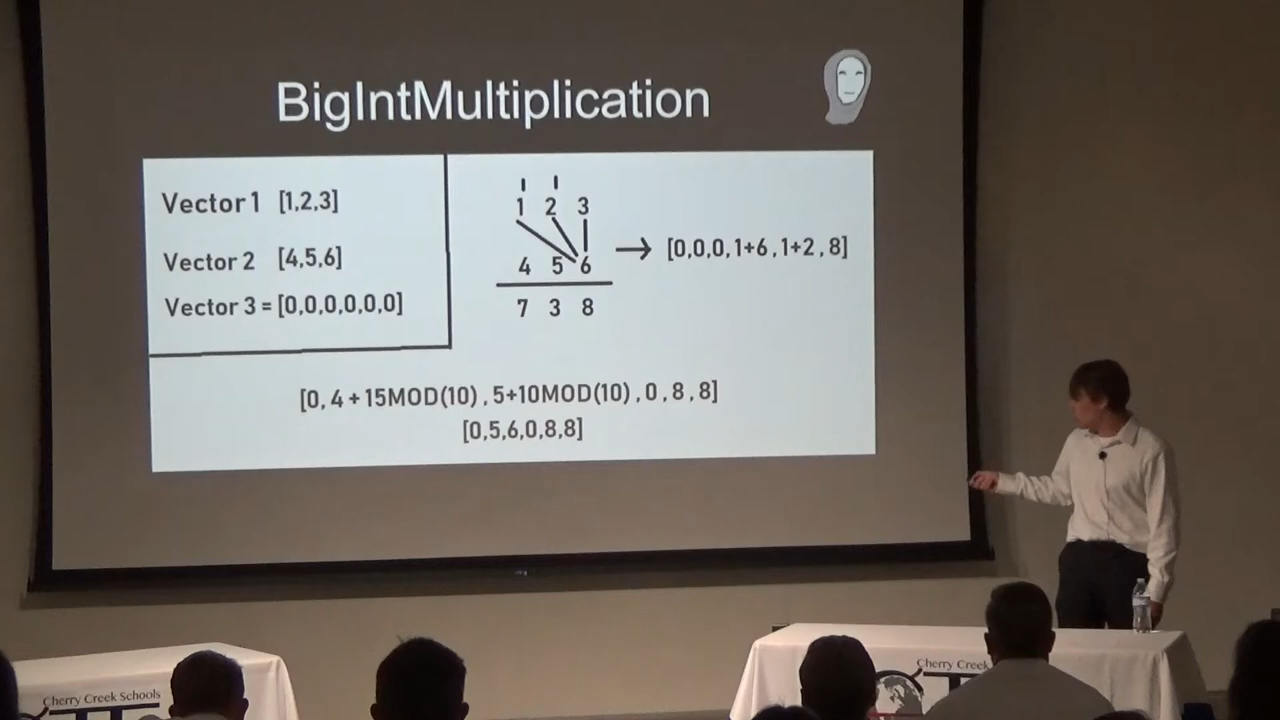 BigIntMultiplication
Vector 1 [1,2,3]
Vector 2 [4,5,6]
Vector 3 = [0,0,0,0,0,0]
1 1
1 2 3
4 5 6
7 3 8
→ [0,0,0,1+6,1+2,8]
[0, 4 + 15MOD(10), 5+10MOD(10), 0, 8, 8]
[0,5,6,0,8,8]
Cherry Creek Schools
Cherry Creek